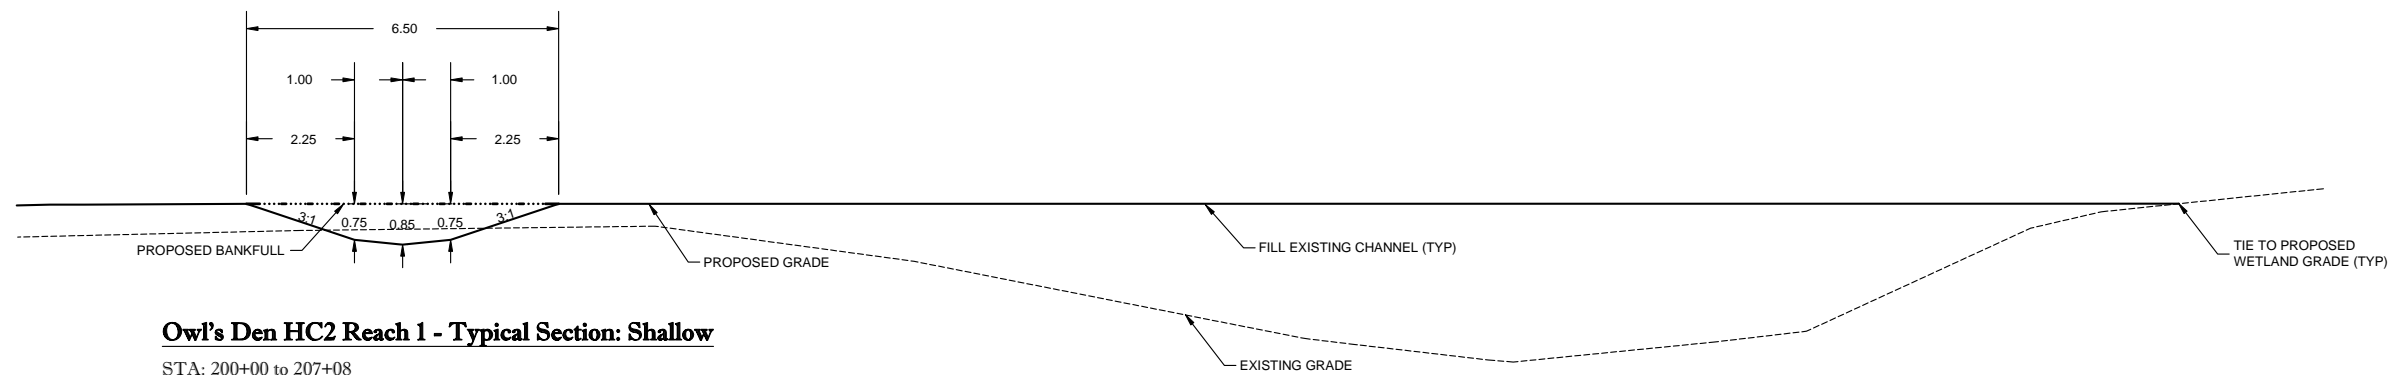 6.50
1.00
1.00
2.25
2.25
3:1
0.75
0.85
0.75
3:1
PROPOSED BANKFULL
PROPOSED GRADE
FILL EXISTING CHANNEL (TYP)
TIE TO PROPOSED
WETLAND GRADE (TYP)
EXISTING GRADE
Owl's Den HC2 Reach 1 - Typical Section: Shallow
STA: 200+00 to 207+08